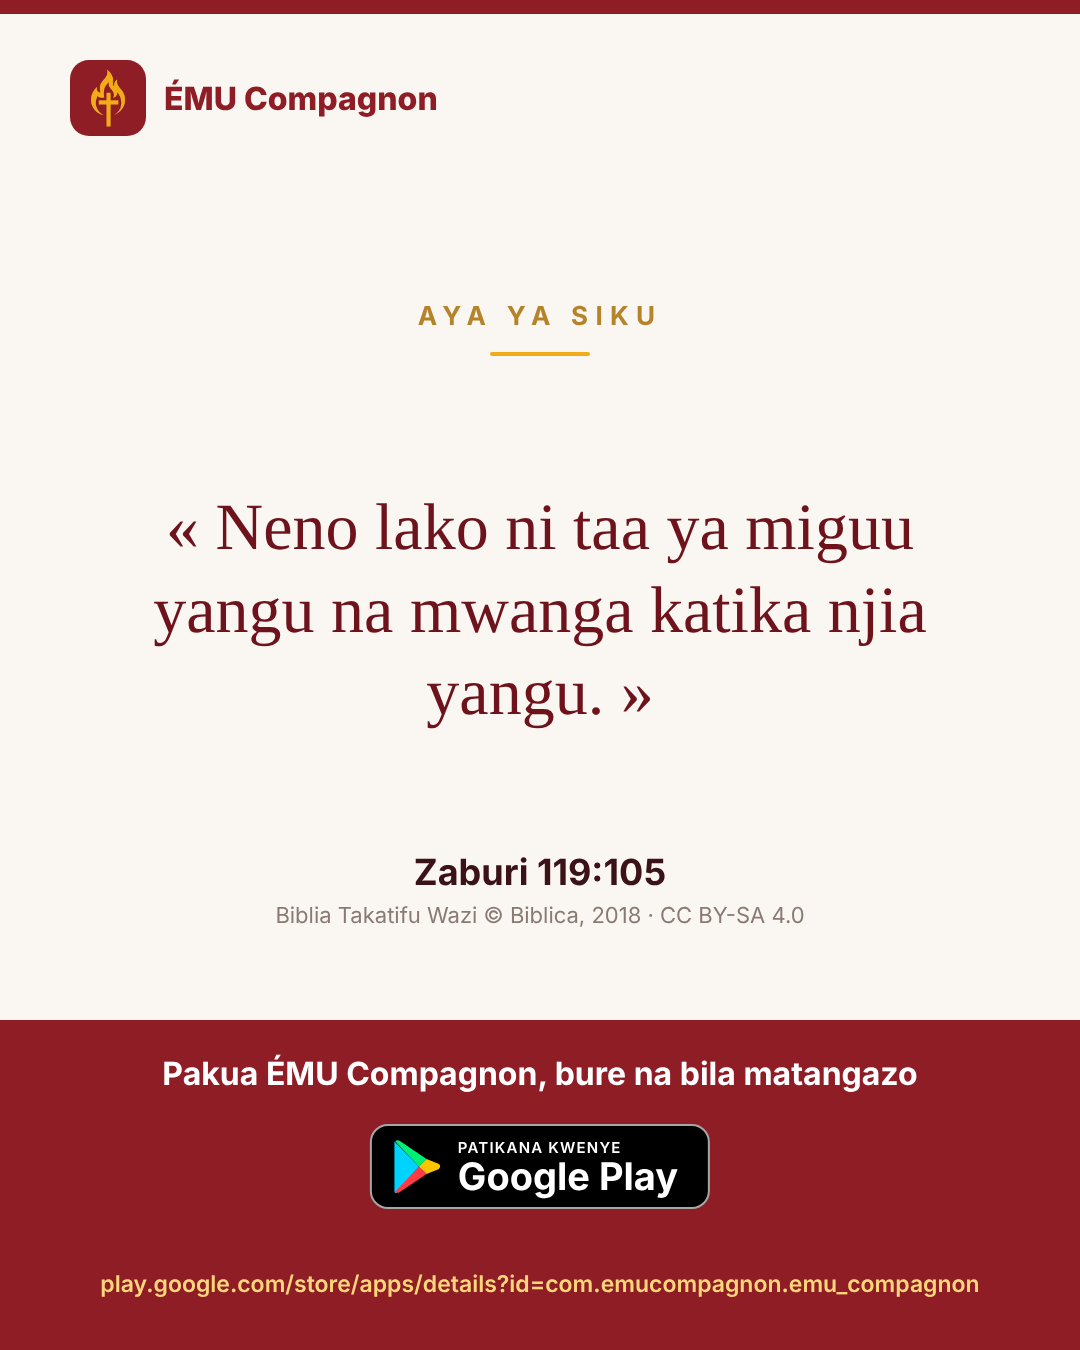 ÉMU Compagnon
AYA YA SIKU
« Neno lako ni taa ya miguu
yangu na mwanga katika njia
yangu. »
Zaburi 119:105
Biblia Takatifu Wazi © Biblica, 2018 · CC BY-SA 4.0
Pakua ÉMU Compagnon, bure na bila matangazo
PATIKANA KWENYE
Google Play
play.google.com/store/apps/details?id=com.emucompagnon.emu_compagnon